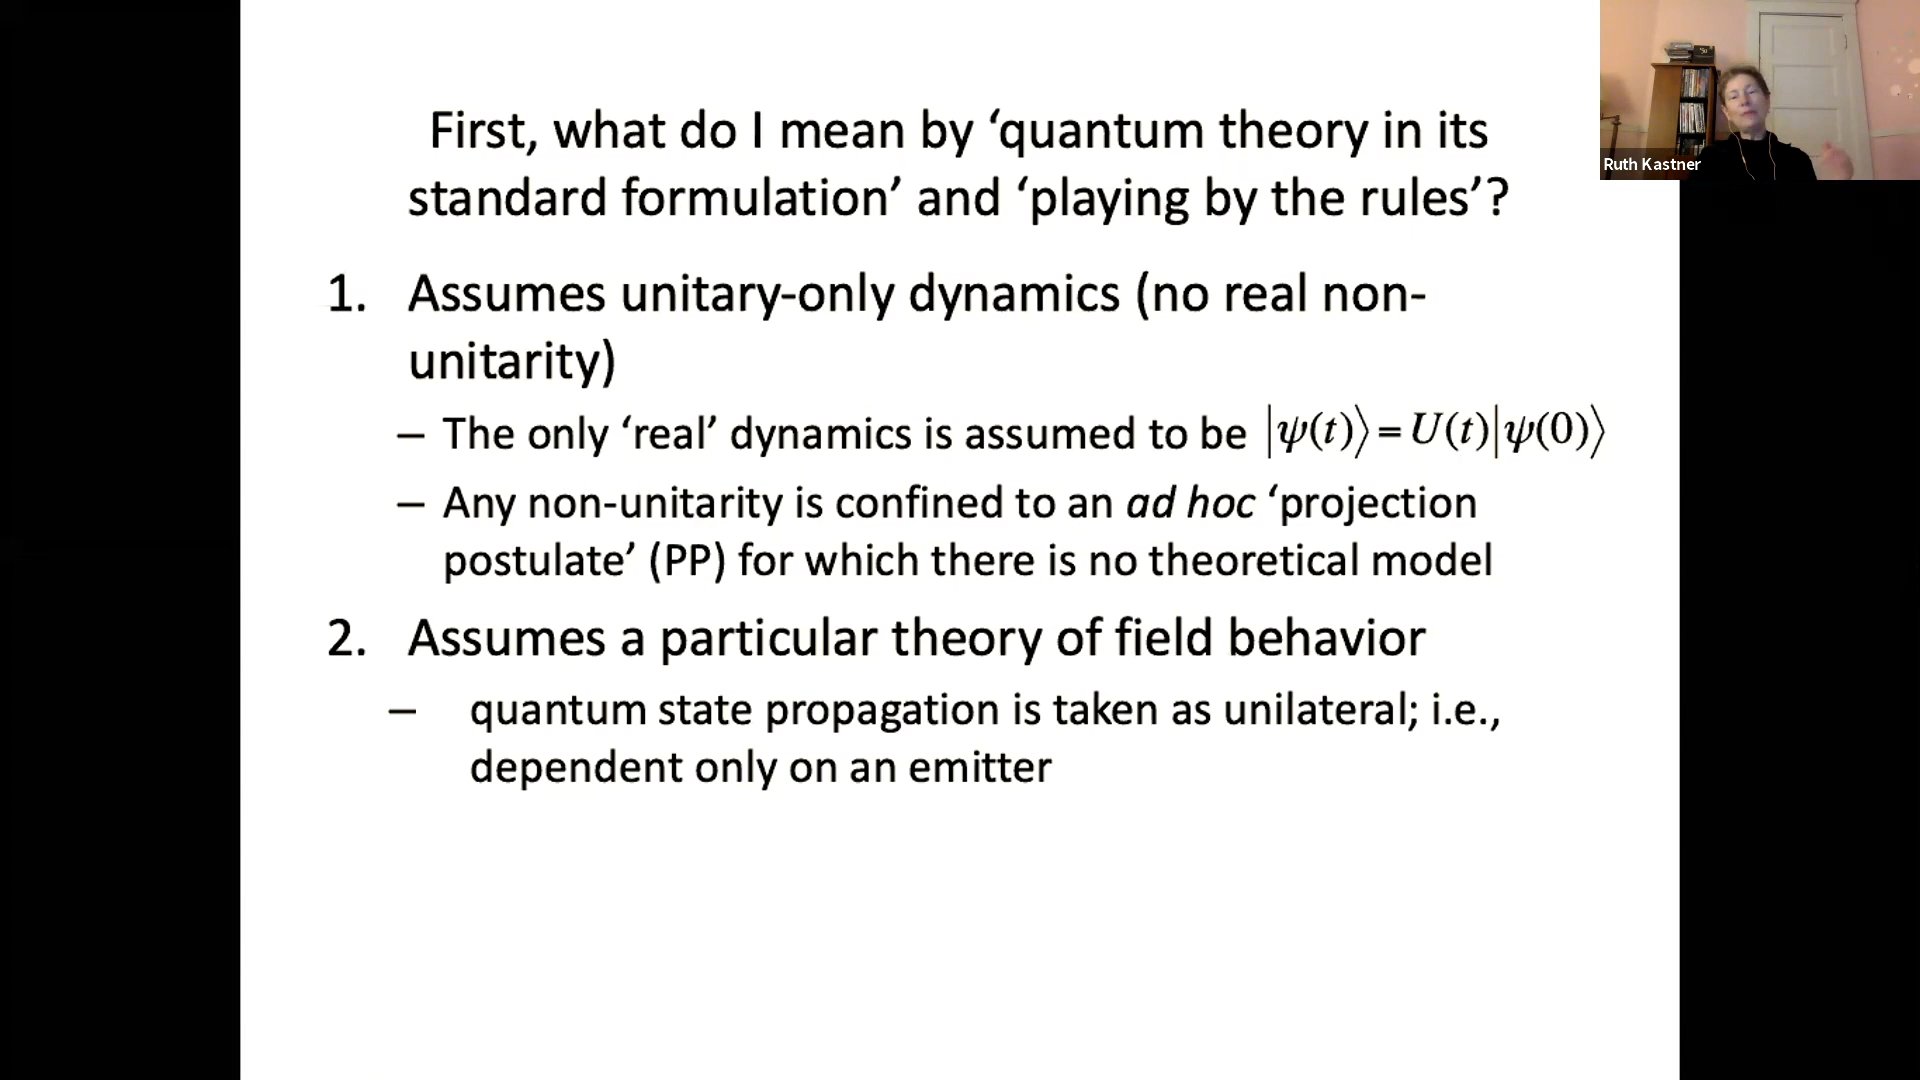 First, what do I mean by ‘quantum theory in its
standard formulation’ and ‘playing by the rules’?
1. Assumes unitary-only dynamics (no real non-
unitarity)
– The only ‘real’ dynamics is assumed to be |ψ(t)⟩ = U(t)|ψ(0)⟩
– Any non-unitarity is confined to an ad hoc ‘projection
postulate’ (PP) for which there is no theoretical model
2. Assumes a particular theory of field behavior
– quantum state propagation is taken as unilateral; i.e.,
dependent only on an emitter
Ruth Kastner